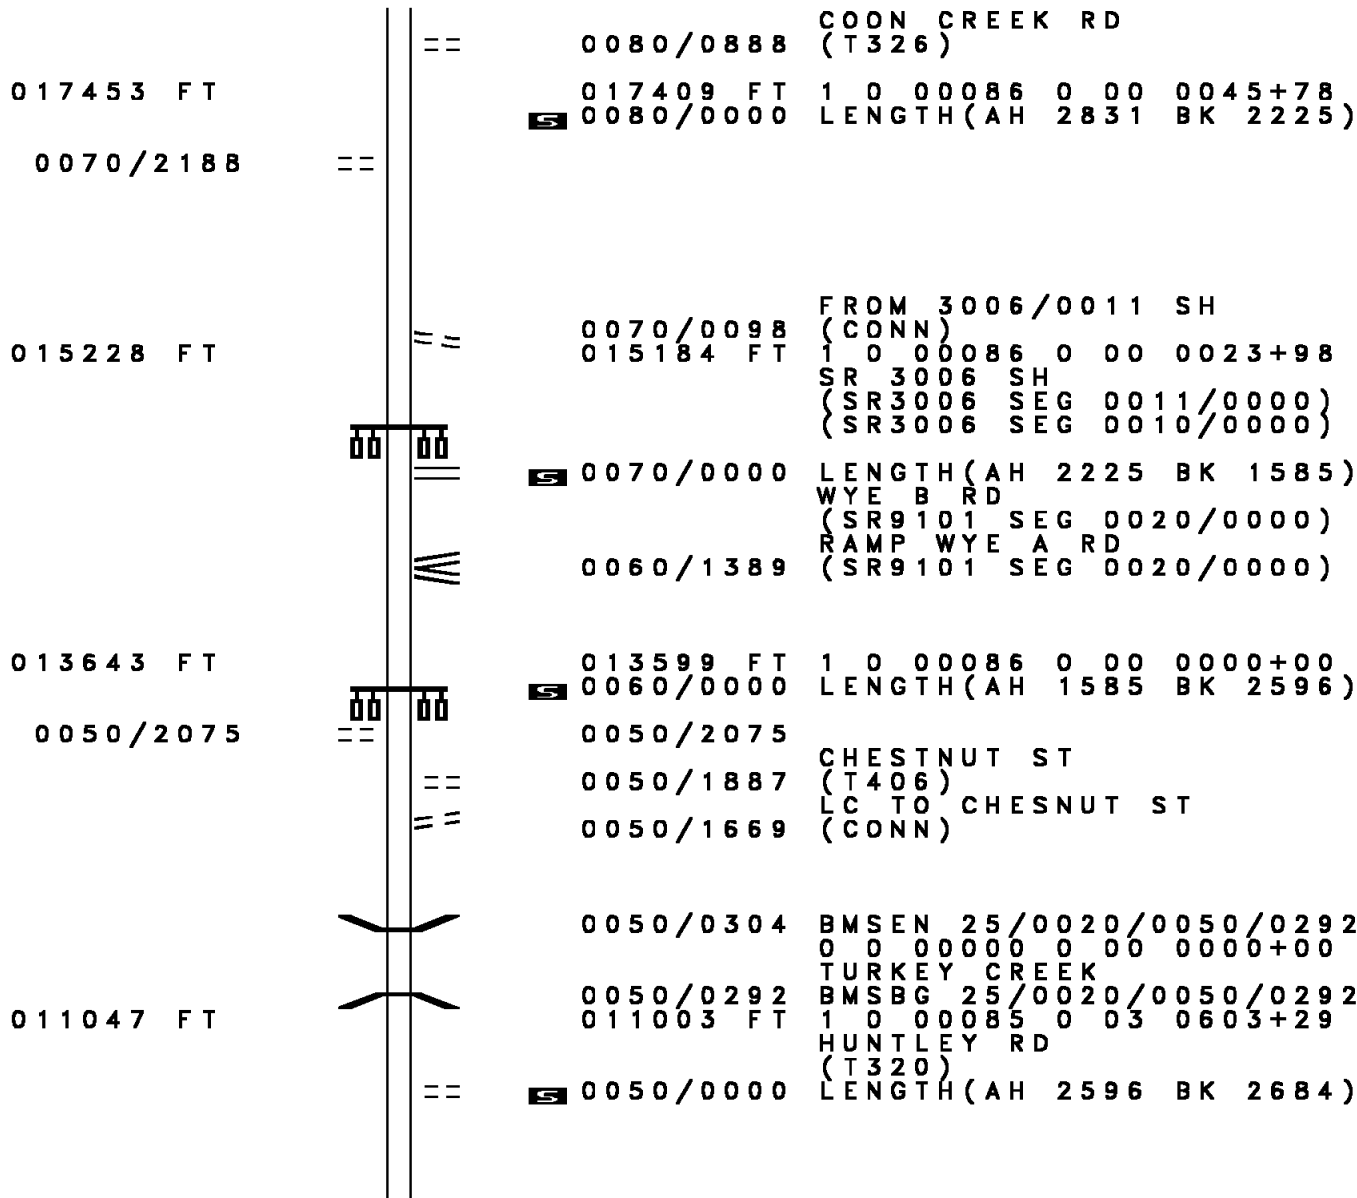 COON CREEK RD
0080/0888 (T326)
017453 FT 017409 FT 1 0 00086 0 00 0045+78
S 0080/0000 LENGTH(AH 2831 BK 2225)
0070/2188
FROM 3006/0011 SH
0070/0098 (CONN)
015228 FT 015184 FT 1 0 00086 0 00 0023+98
SR 3006 SH
(SR3006 SEG 0011/0000)
(SR3006 SEG 0010/0000)
S 0070/0000 LENGTH(AH 2225 BK 1585)
WYE B RD
(SR9101 SEG 0020/0000)
RAMP WYE A RD
0060/1389 (SR9101 SEG 0020/0000)
013643 FT 013599 FT 1 0 00086 0 00 0000+00
S 0060/0000 LENGTH(AH 1585 BK 2596)
0050/2075 0050/2075
CHESTNUT ST
0050/1887 (T406)
LC TO CHESNUT ST
0050/1669 (CONN)
0050/0304 BMSEN 25/0020/0050/0292
0 0 00000 0 00 0000+00
TURKEY CREEK
0050/0292 BMSBG 25/0020/0050/0292
011047 FT 011003 FT 1 0 00085 0 03 0603+29
HUNTLEY RD
(T320)
S 0050/0000 LENGTH(AH 2596 BK 2684)